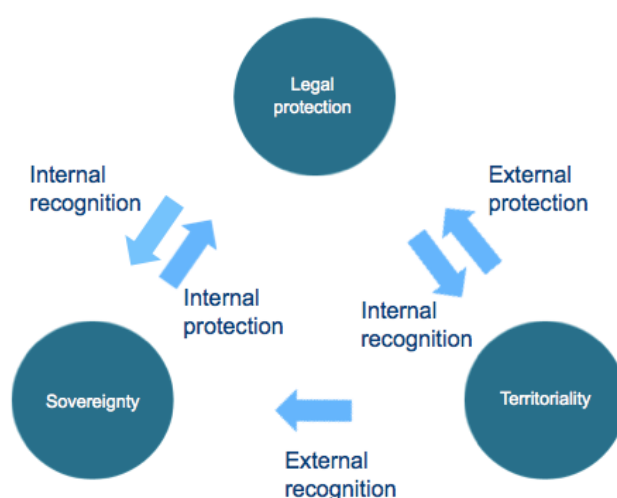 Legal
protection
Internal
recognition
External
protection
Internal
protection
Internal
recognition
Sovereignty
Territoriality
External
recognition